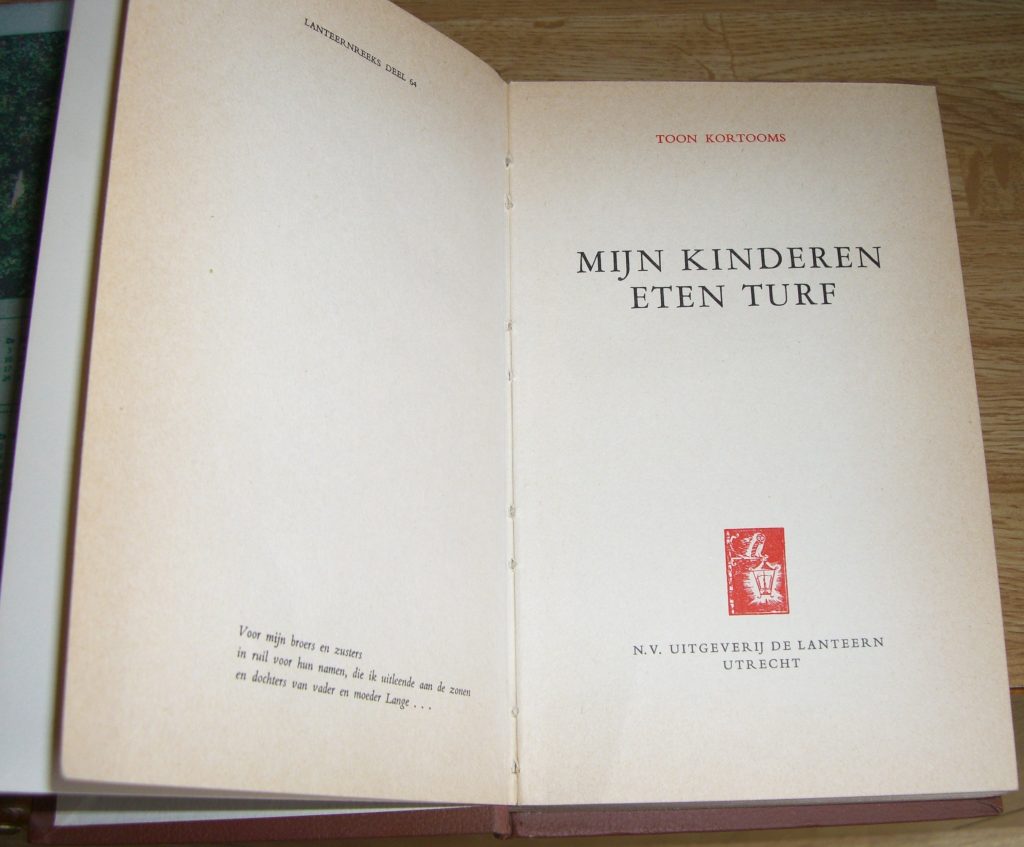 LANTEERNREEKS DEEL 64
Voor mijn broers en zusters
in ruil voor hun namen, die ik uitleende aan de zonen
en dochters van vader en moeder Lange . . .
TOON KORTOOMS
MIJN KINDEREN
ETEN TURF
N.V. UITGEVERIJ DE LANTEERN
UTRECHT